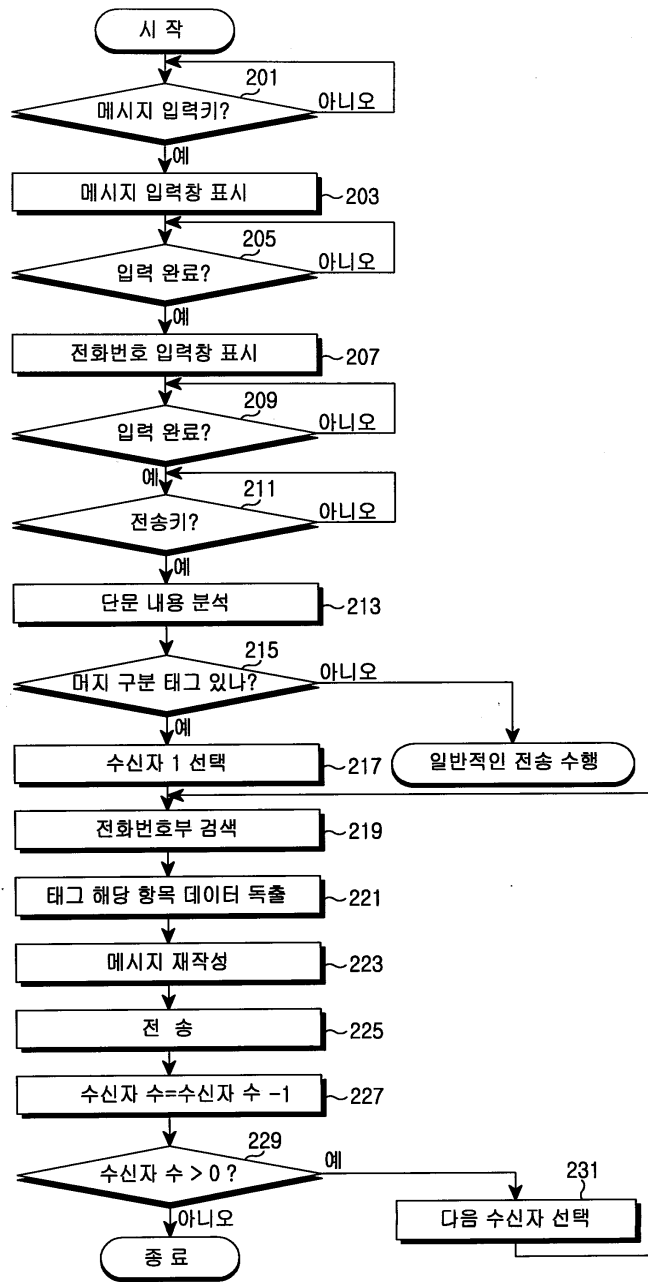 시 작
201
메시지 입력키?
아니오
예
메시지 입력창 표시
203
205
입력 완료?
아니오
예
전화번호 입력창 표시
207
209
입력 완료?
아니오
예
211
전송키?
아니오
예
단문 내용 분석
213
215
머지 구분 태그 있나?
아니오
예
일반적인 전송 수행
수신자 1 선택
217
전화번호부 검색
219
태그 해당 항목 데이터 독출
221
메시지 재작성
223
전 송
225
수신자 수=수신자 수 -1
227
229
수신자 수 > 0 ?
예
231
다음 수신자 선택
아니오
종 료